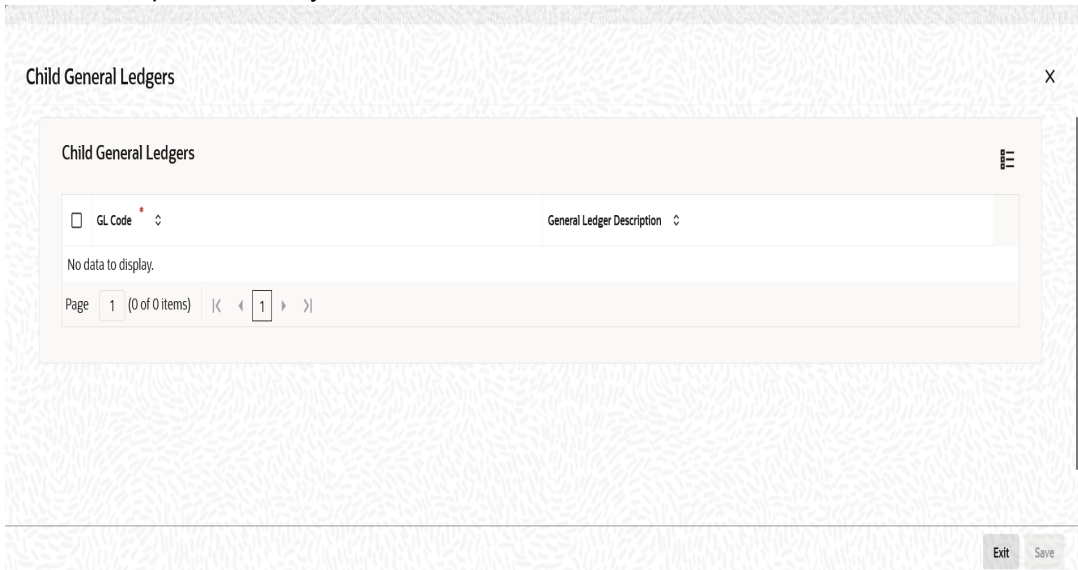 Child General Ledgers X
Child General Ledgers
GL Code * General Ledger Description
No data to display.
Page 1 (0 of 0 items) 1
Exit Save